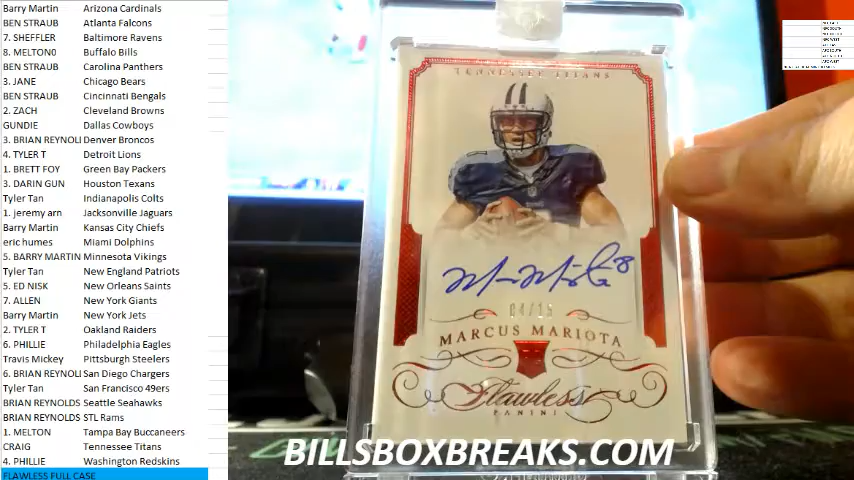 Barry Martin Arizona Cardinals
BEN STRAUB Atlanta Falcons
7. SHEFFLER Baltimore Ravens
8. MELTON0 Buffalo Bills
BEN STRAUB Carolina Panthers
3. JANE Chicago Bears
BEN STRAUB Cincinnati Bengals
2. ZACH Cleveland Browns
GUNDIE Dallas Cowboys
3. BRIAN REYNOLI Denver Broncos
4. TYLER T Detroit Lions
1. BRETT FOY Green Bay Packers
3. DARIN GUN Houston Texans
Tyler Tan Indianapolis Colts
1. jeremy arn Jacksonville Jaguars
Barry Martin Kansas City Chiefs
eric humes Miami Dolphins
5. BARRY MARTIN Minnesota Vikings
Tyler Tan New England Patriots
5. ED NISK New Orleans Saints
7. ALLEN New York Giants
Barry Martin New York Jets
2. TYLER T Oakland Raiders
6. PHILLIE Philadelphia Eagles
Travis Mickey Pittsburgh Steelers
6. BRIAN REYNOLI San Diego Chargers
Tyler Tan San Francisco 49ers
BRIAN REYNOLDS Seattle Seahawks
BRIAN REYNOLDS STL Rams
1. MELTON Tampa Bay Buccaneers
CRAIG Tennessee Titans
4. PHILLIE Washington Redskins
FLAWLESS FULL CASE
TENNESSEE TITANS
8
04/15
MARCUS MARIOTA
Flawless
PANINI
BILLSBOXBREAKS.COM